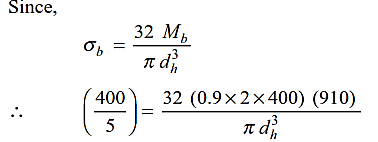 Since,
σ_b = 32 M_b / π d_h^3
∴ (400 / 5) = 32 (0.9×2×400) (910) / π d_h^3